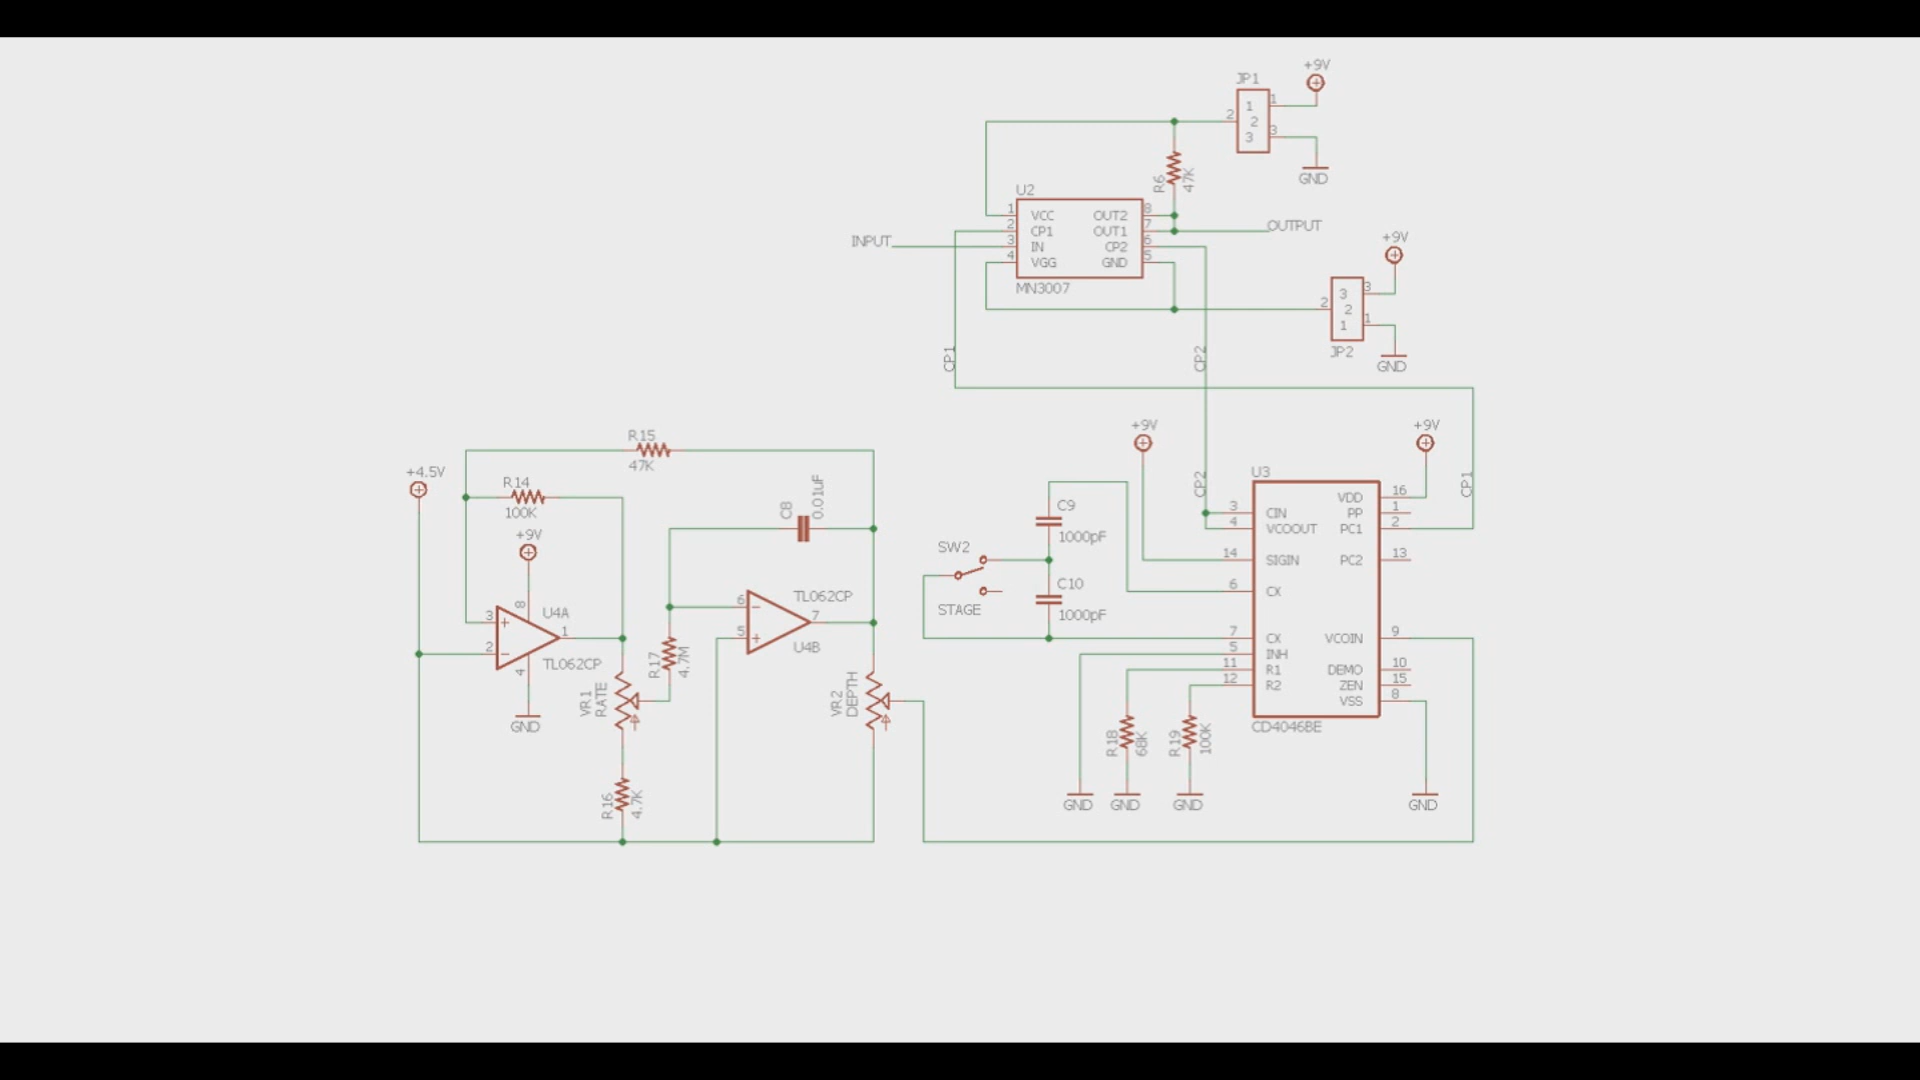 +9V
JP1
1
2
1
2
3
3
GND
R6
47K
U2
1 VCC OUT2 8
2 CP1 OUT1 7
3 IN CP2 6
4 VGG GND 5
MN3007
INPUT
OUTPUT
+9V
3
3
2
2
1
1
JP2
GND
CP1
CP2
R15
47K
+4.5V
R14
100K
+9V
8
3
+
U4A
1
2
−
4
TL062CP
GND
VR1
RATE
R16
4.7K
R17
4.7M
C8
0.01uF
6
−
5
+
7
TL062CP
U4B
VR2
DEPTH
SW2
STAGE
C9
1000pF
C10
1000pF
+9V
+9V
CP2
CP1
U3
VDD 16
PP 1
3 CIN
4 VCOOUT PC1 2
14 SIGIN PC2 13
6 CX
7 CX VCOIN 9
5 INH
11 R1 DEMO 10
12 R2 ZEN 15
VSS 8
CD4046BE
R18
68K
R19
100K
GND
GND
GND
GND